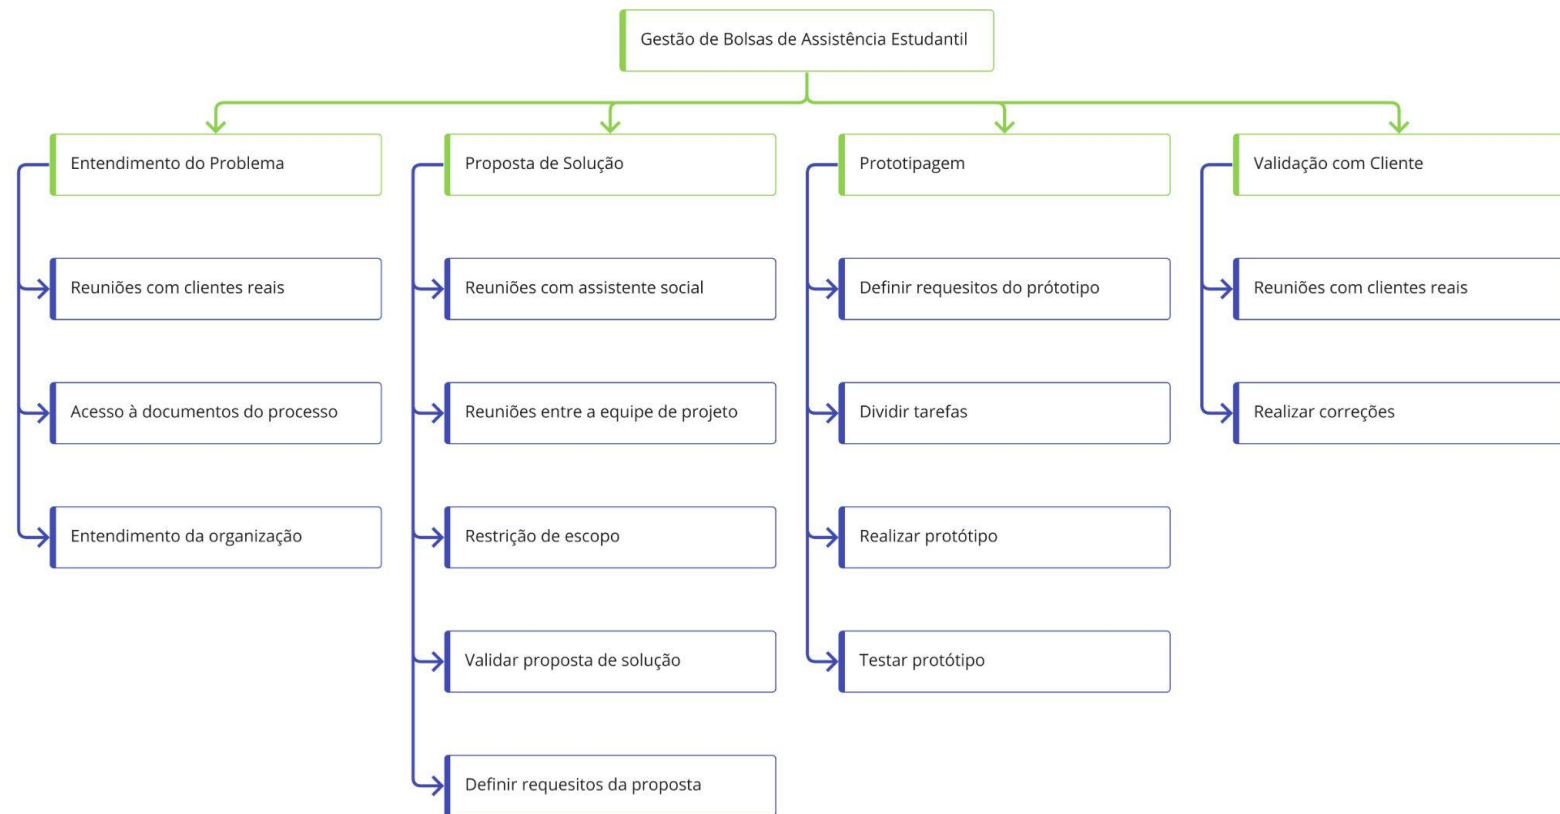 Gestão de Bolsas de Assistência Estudantil
Entendimento do Problema
Reuniões com clientes reais
Acesso à documentos do processo
Entendimento da organização
Proposta de Solução
Reuniões com assistente social
Reuniões entre a equipe de projeto
Restrição de escopo
Validar proposta de solução
Definir requesitos da proposta
Prototipagem
Definir requesitos do prótotipo
Dividir tarefas
Realizar protótipo
Testar protótipo
Validação com Cliente
Reuniões com clientes reais
Realizar correções